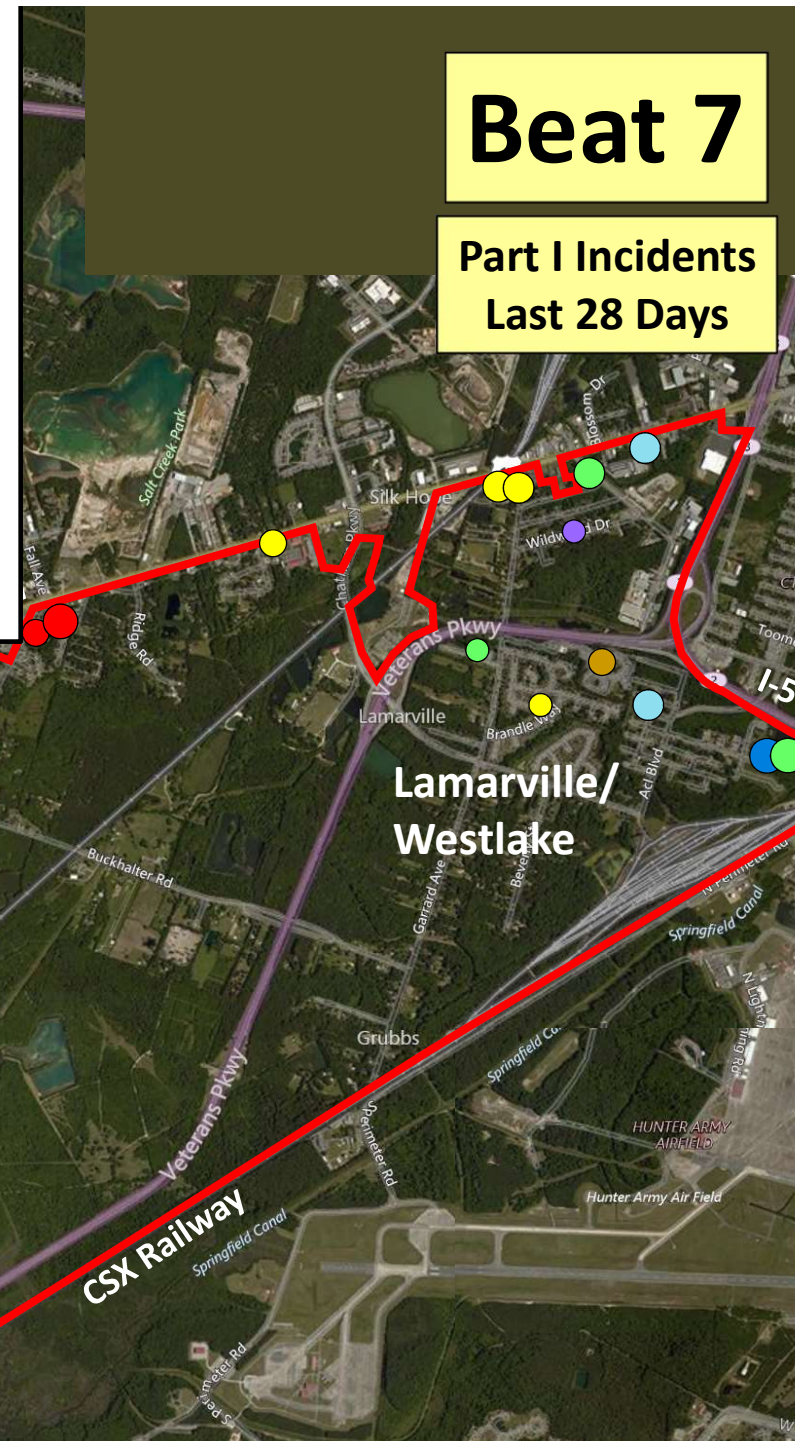 Beat 7
Part I Incidents
Last 28 Days
Salt Creek Park
Silk Hope
Wildwood Dr
Fall Ave
Ridge Rd
Veterans Pkwy
I-5
Lamarville
Brandle Way
Lamarville/
Westlake
Acl Blvd
Buckhalter Rd
Garrard Ave
N Perimeter Rd
Springfield Canal
Grubbs
Veterans Pkwy
S Perimeter Rd
HUNTER ARMY
AIRFIELD
Hunter Army Air Field
CSX Railway
Springfield Canal
S Perimeter Rd